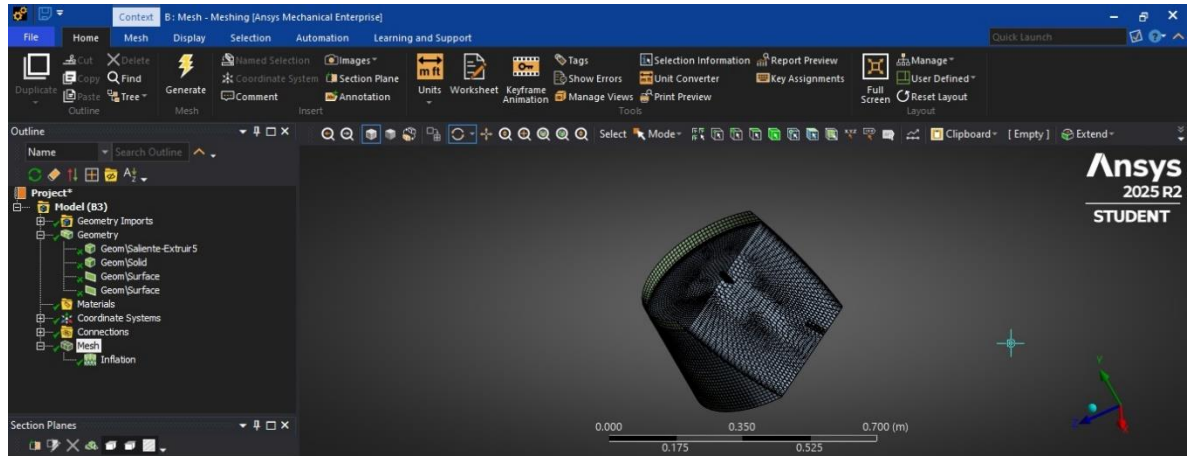 Context B : Mesh - Meshing [Ansys Mechanical Enterprise]
File Home Mesh Display Selection Automation Learning and Support Quick Launch
Duplicate Cut Copy Paste Delete Find Tree
Outline
Generate
Mesh
Named Selection Coordinate System Comment Images Section Plane Annotation
Insert
m ft
Units Worksheet Keyframe Animation
Tags Show Errors Manage Views
Selection Information Unit Converter Print Preview
Report Preview Key Assignments
Tools
Full Screen Manage User Defined Reset Layout
Layout
Outline
Name Search Outline
Select Mode Clipboard [ Empty ] Extend
Project*
Model (B3)
Geometry Imports
Geometry
Geom\Saliente-Extruir5
Geom\Solid
Geom\Surface
Geom\Surface
Materials
Coordinate Systems
Connections
Mesh
Inflation
Section Planes
Ansys
2025 R2
STUDENT
0.000 0.350 0.700 (m)
0.175 0.525
Y
Z